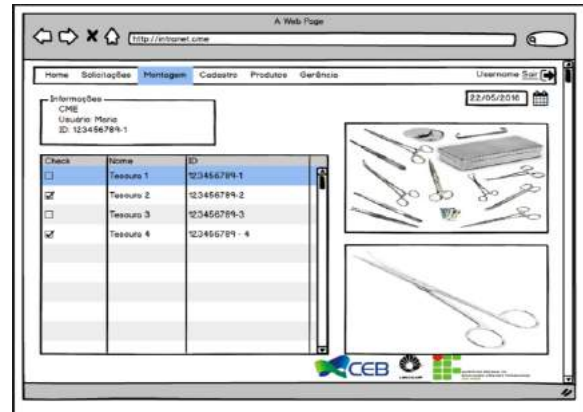 A Web Page
http://intranet.cme
Home Solicitações Montagem Cadastro Produtos Gerência Username Sair
Informações
CME
Usuário: Maria
ID: 123456789-1
22/05/2016
Check Nome ID
Tesoura 1 123456789-1
Tesoura 2 123456789-2
Tesoura 3 123456789-3
Tesoura 4 123456789 - 4
CEB
UNICAMP